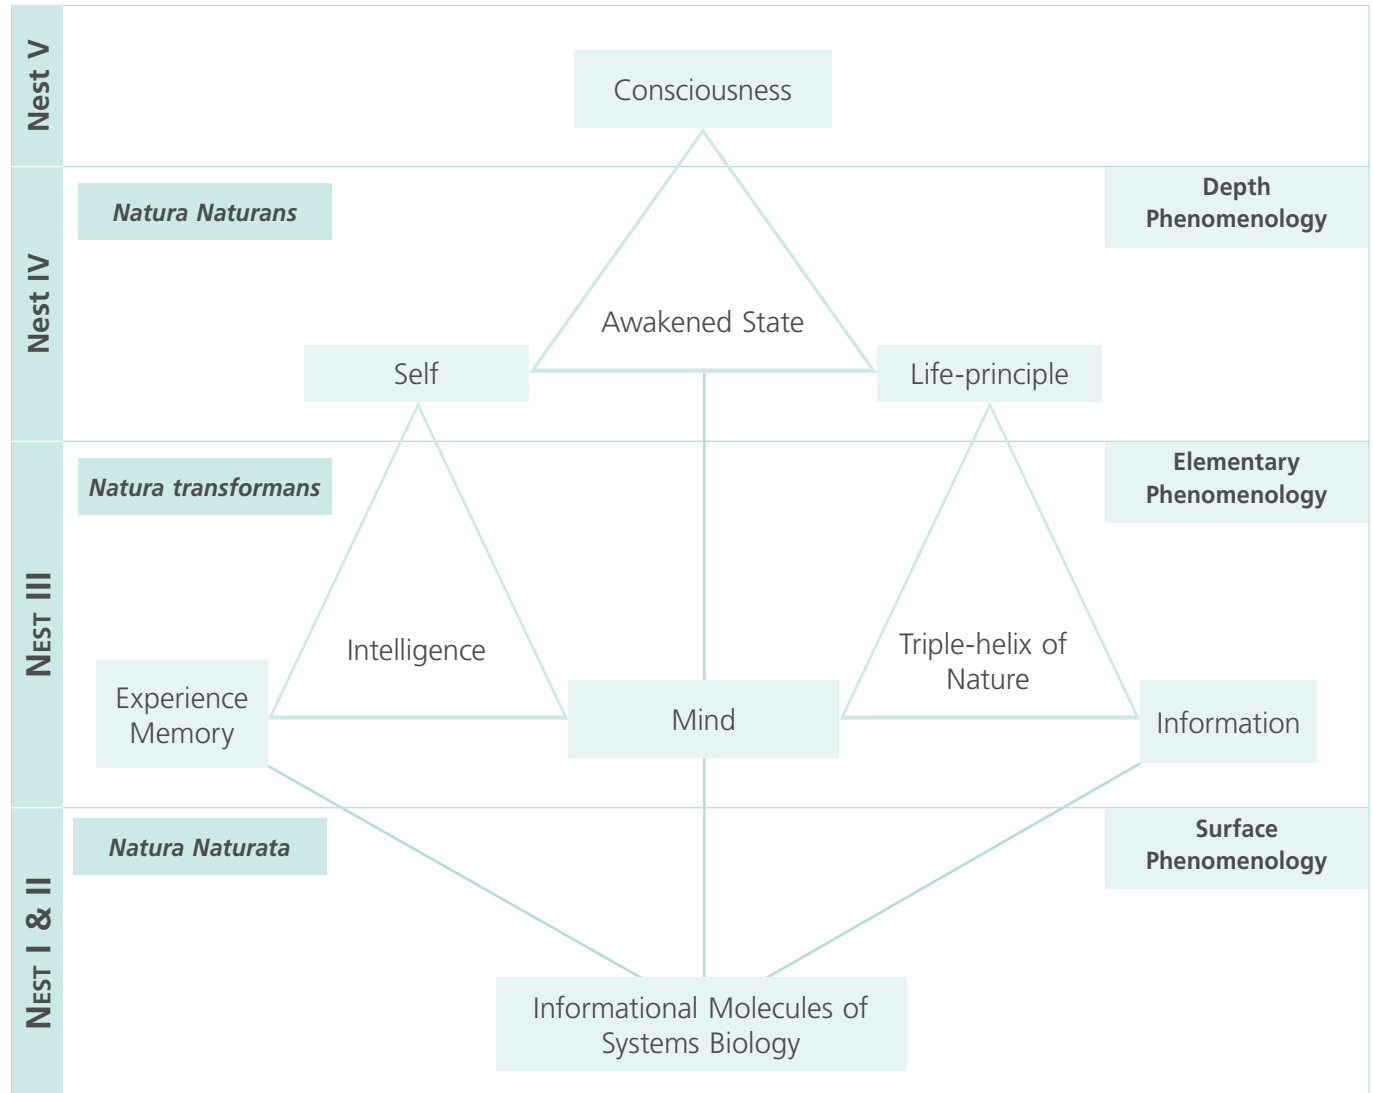 Nest V
Consciousness
Nest IV
Natura Naturans
Depth
Phenomenology
Awakened State
Self
Life-principle
NEST III
Natura transformans
Elementary
Phenomenology
Intelligence
Triple-helix of
Nature
Experience
Memory
Mind
Information
NEST I & II
Natura Naturata
Surface
Phenomenology
Informational Molecules of
Systems Biology